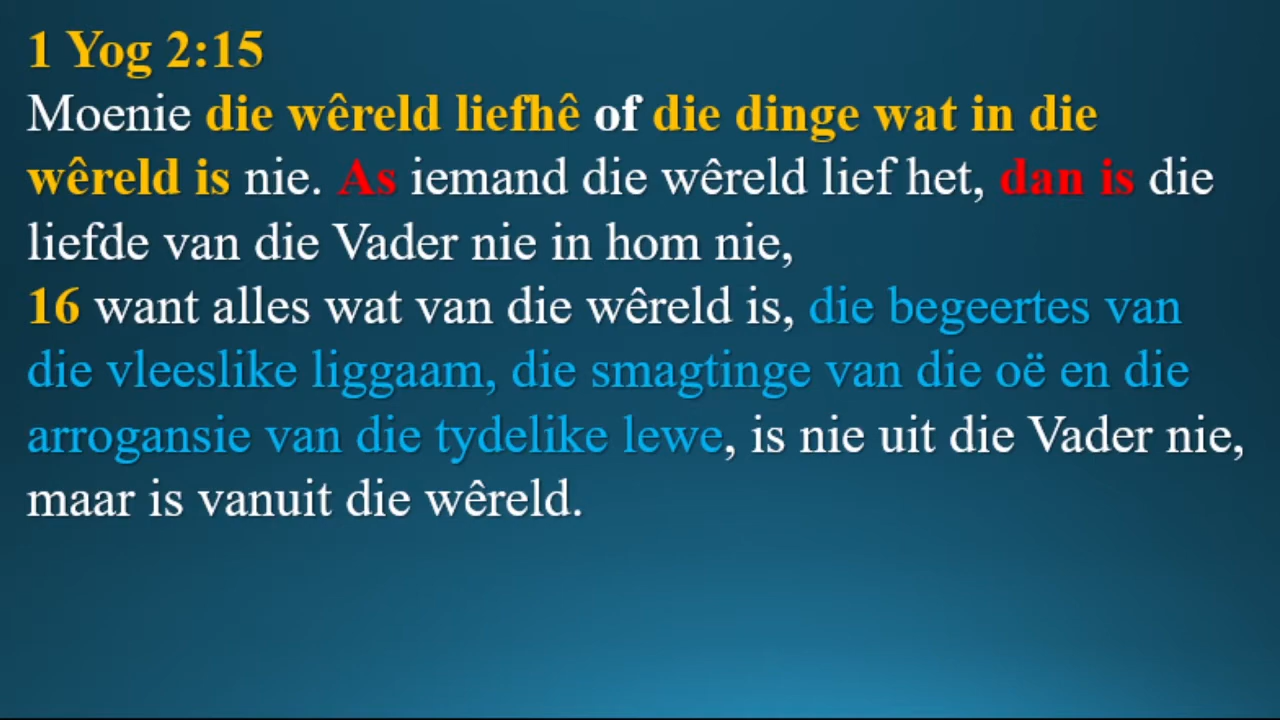 1 Yog 2:15
Moenie die wêreld liefhê of die dinge wat in die
wêreld is nie. As iemand die wêreld lief het, dan is die
liefde van die Vader nie in hom nie,
16 want alles wat van die wêreld is, die begeertes van
die vleeslike liggaam, die smagtinge van die oë en die
arrogansie van die tydelike lewe, is nie uit die Vader nie,
maar is vanuit die wêreld.